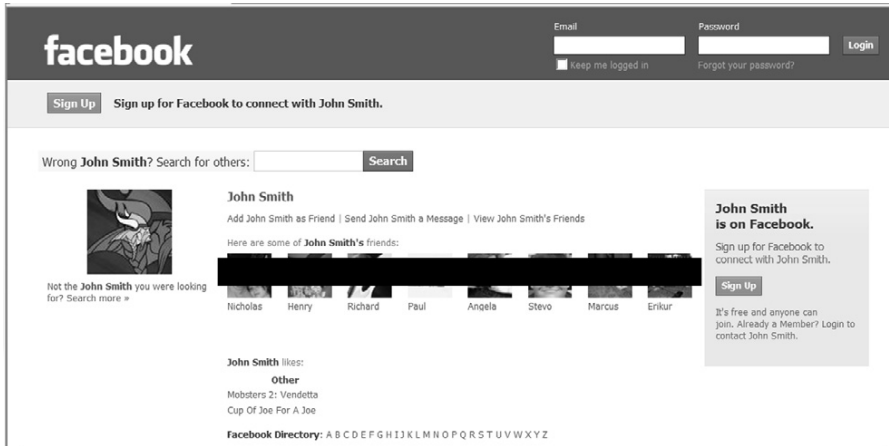 facebook
Email
Password
Login
Keep me logged in
Forgot your password?
Sign Up
Sign up for Facebook to connect with John Smith.
Wrong John Smith? Search for others:
Search
Not the John Smith you were looking
for? Search more »
John Smith
Add John Smith as Friend | Send John Smith a Message | View John Smith's Friends
Here are some of John Smith's friends:
Nicholas Henry Richard Paul Angela Stevo Marcus Erikur
John Smith likes:
Other
Mobsters 2: Vendetta
Cup Of Joe For A Joe
Facebook Directory: A B C D E F G H I J K L M N O P Q R S T U V W X Y Z
John Smith
is on Facebook.
Sign up for Facebook to
connect with John Smith.
Sign Up
It's free and anyone can
join. Already a Member? Login to
contact John Smith.